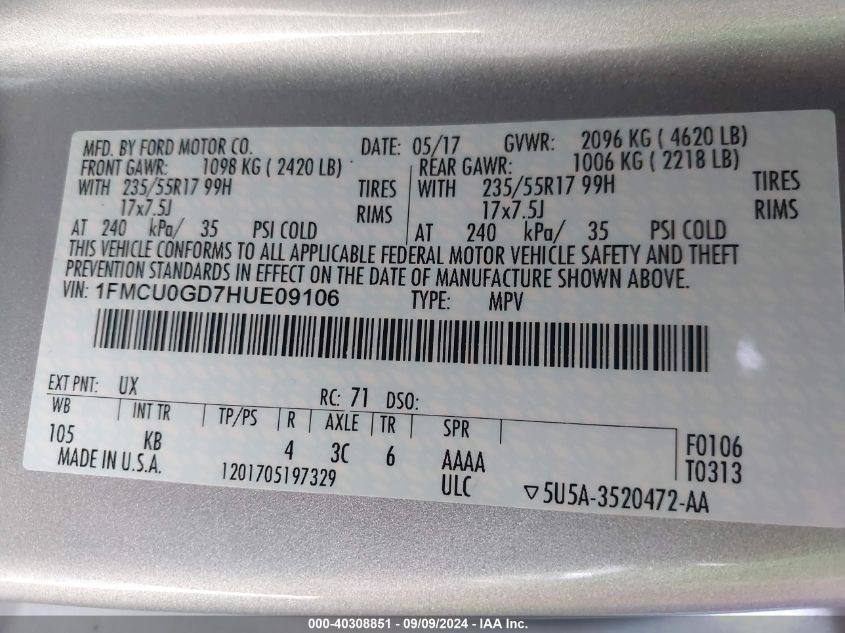 MFD. BY FORD MOTOR CO. DATE: 05/17 GVWR: 2096 KG ( 4620 LB)
FRONT GAWR: 1098 KG ( 2420 LB) REAR GAWR: 1006 KG ( 2218 LB)
WITH 235/55R17 99H TIRES WITH 235/55R17 99H TIRES
17x7.5J RIMS 17x7.5J RIMS
AT 240 kPa/ 35 PSI COLD AT 240 kPa/ 35 PSI COLD
THIS VEHICLE CONFORMS TO ALL APPLICABLE FEDERAL MOTOR VEHICLE SAFETY AND THEFT
PREVENTION STANDARDS IN EFFECT ON THE DATE OF MANUFACTURE SHOWN ABOVE.
VIN: 1FMCU0GD7HUE09106 TYPE: MPV
EXT PNT: UX RC: 71 DSO:
WB INT TR TP/PS R AXLE TR SPR
105 KB 4 3C 6 AAAA F0106
MADE IN U.S.A. 1201705197329 ULC T0313
▽5U5A-3520472-AA
000-40308851 - 09/09/2024 - IAA Inc.